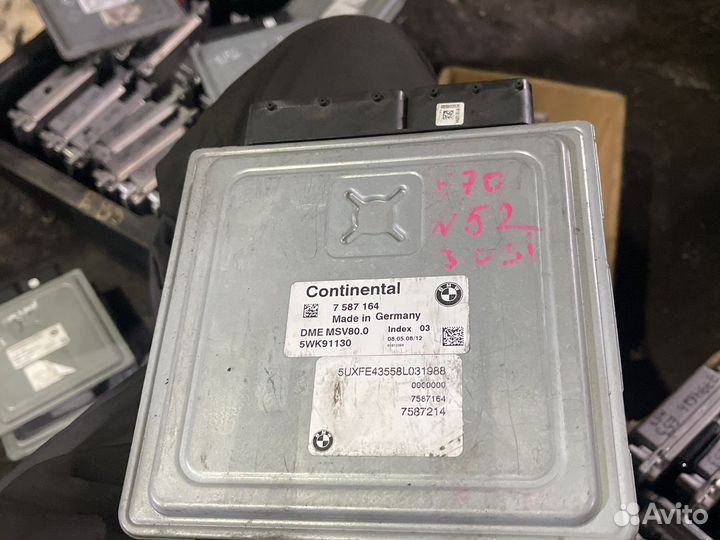 E70
N52
3.0si
Continental
7 587 164
Made in Germany
DME MSV80.0 Index 03
5WK91130 08.05.08/12
5UXFE43558L031988
0000000
7587164
7587214
BMW
Avito